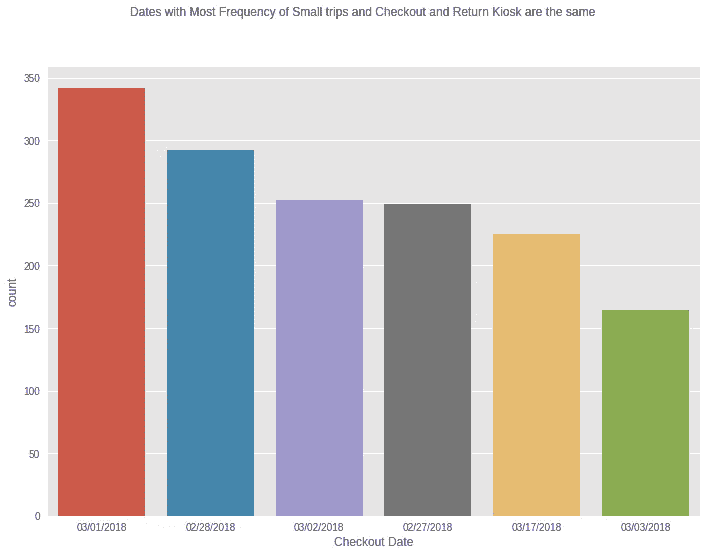 Dates with Most Frequency of Small trips and Checkout and Return Kiosk are the same
350
300
250
200
150
100
50
0
count
03/01/2018 02/28/2018 03/02/2018 02/27/2018 03/17/2018 03/03/2018
Checkout Date